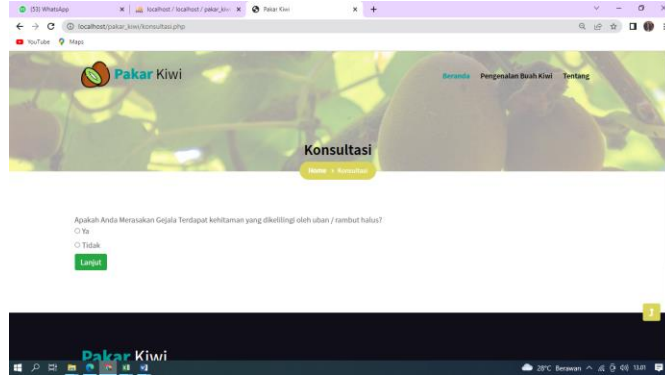 (53) WhatsApp
localhost / localhost / pakar_kiwi
Pakar Kiwi
localhost/pakar_kiwi/konsultasi.php
YouTube Maps
Pakar Kiwi
Beranda Pengenalan Buah Kiwi Tentang
Konsultasi
Home > Konsultasi
Apakah Anda Merasakan Gejala Terdapat kehitaman yang dikelilingi oleh uban / rambut halus?
Ya
Tidak
Lanjut
Pakar Kiwi
28°C Berawan 13.01